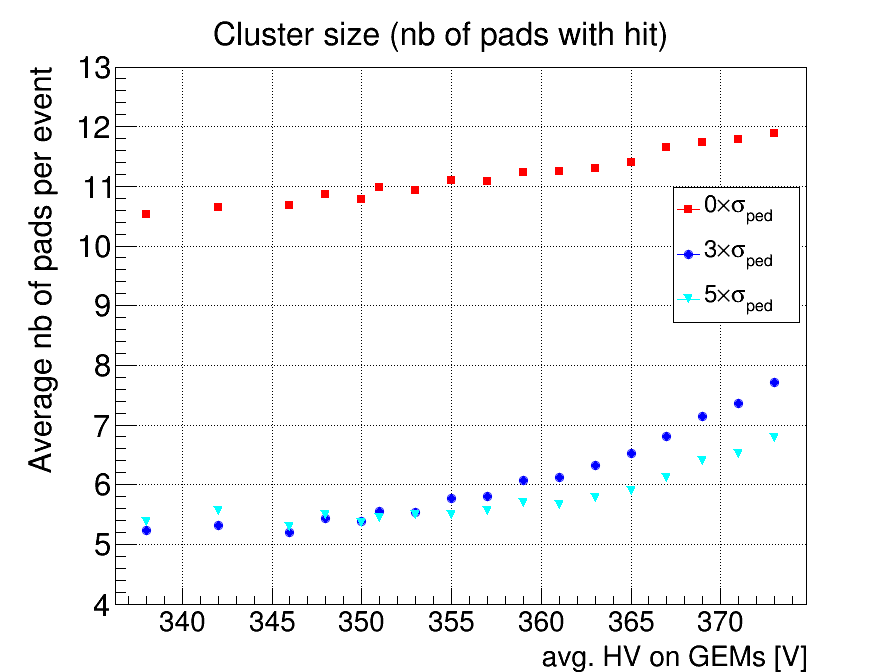 Cluster size (nb of pads with hit)
Average nb of pads per event
13
12
11
10
9
8
7
6
5
4
0×σped
3×σped
5×σped
340 345 350 355 360 365 370
avg. HV on GEMs [V]